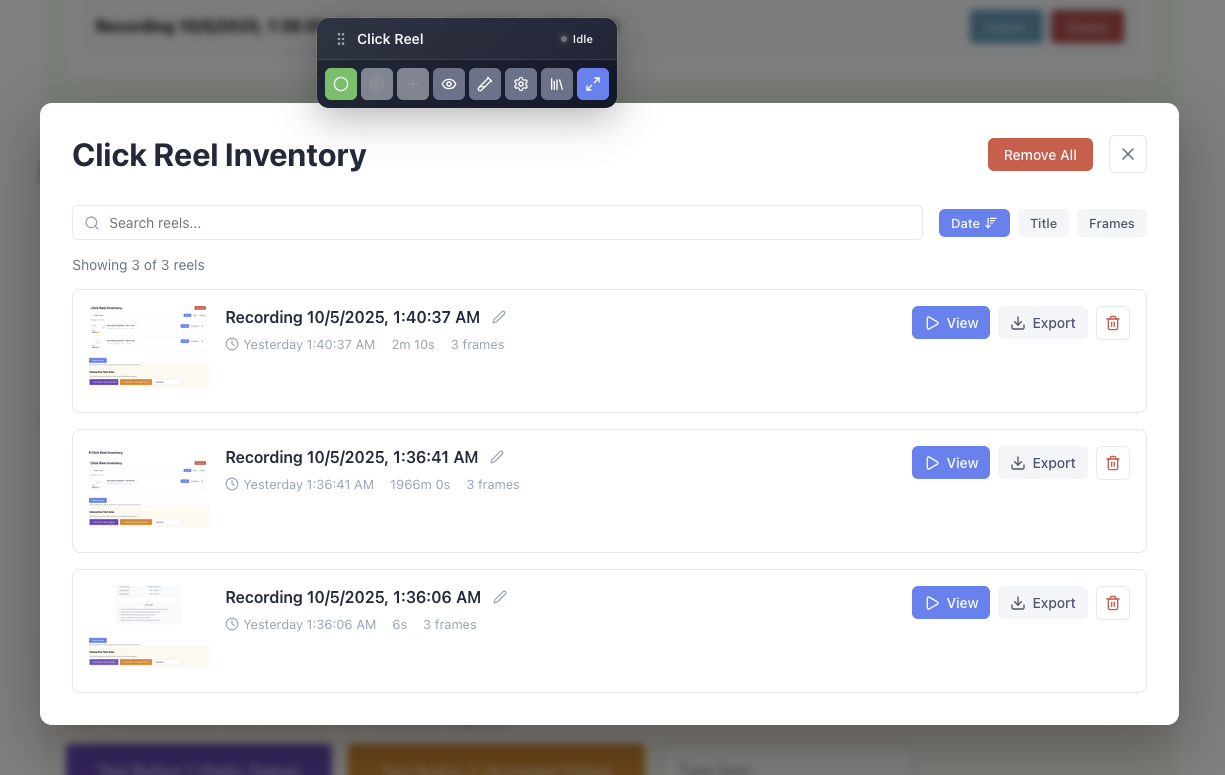 Click Reel
Idle
Click Reel Inventory
Remove All
Search reels...
Date
Title
Frames
Showing 3 of 3 reels
Recording 10/5/2025, 1:40:37 AM
Yesterday 1:40:37 AM 2m 10s 3 frames
View
Export
Recording 10/5/2025, 1:36:41 AM
Yesterday 1:36:41 AM 1966m 0s 3 frames
View
Export
Recording 10/5/2025, 1:36:06 AM
Yesterday 1:36:06 AM 6s 3 frames
View
Export